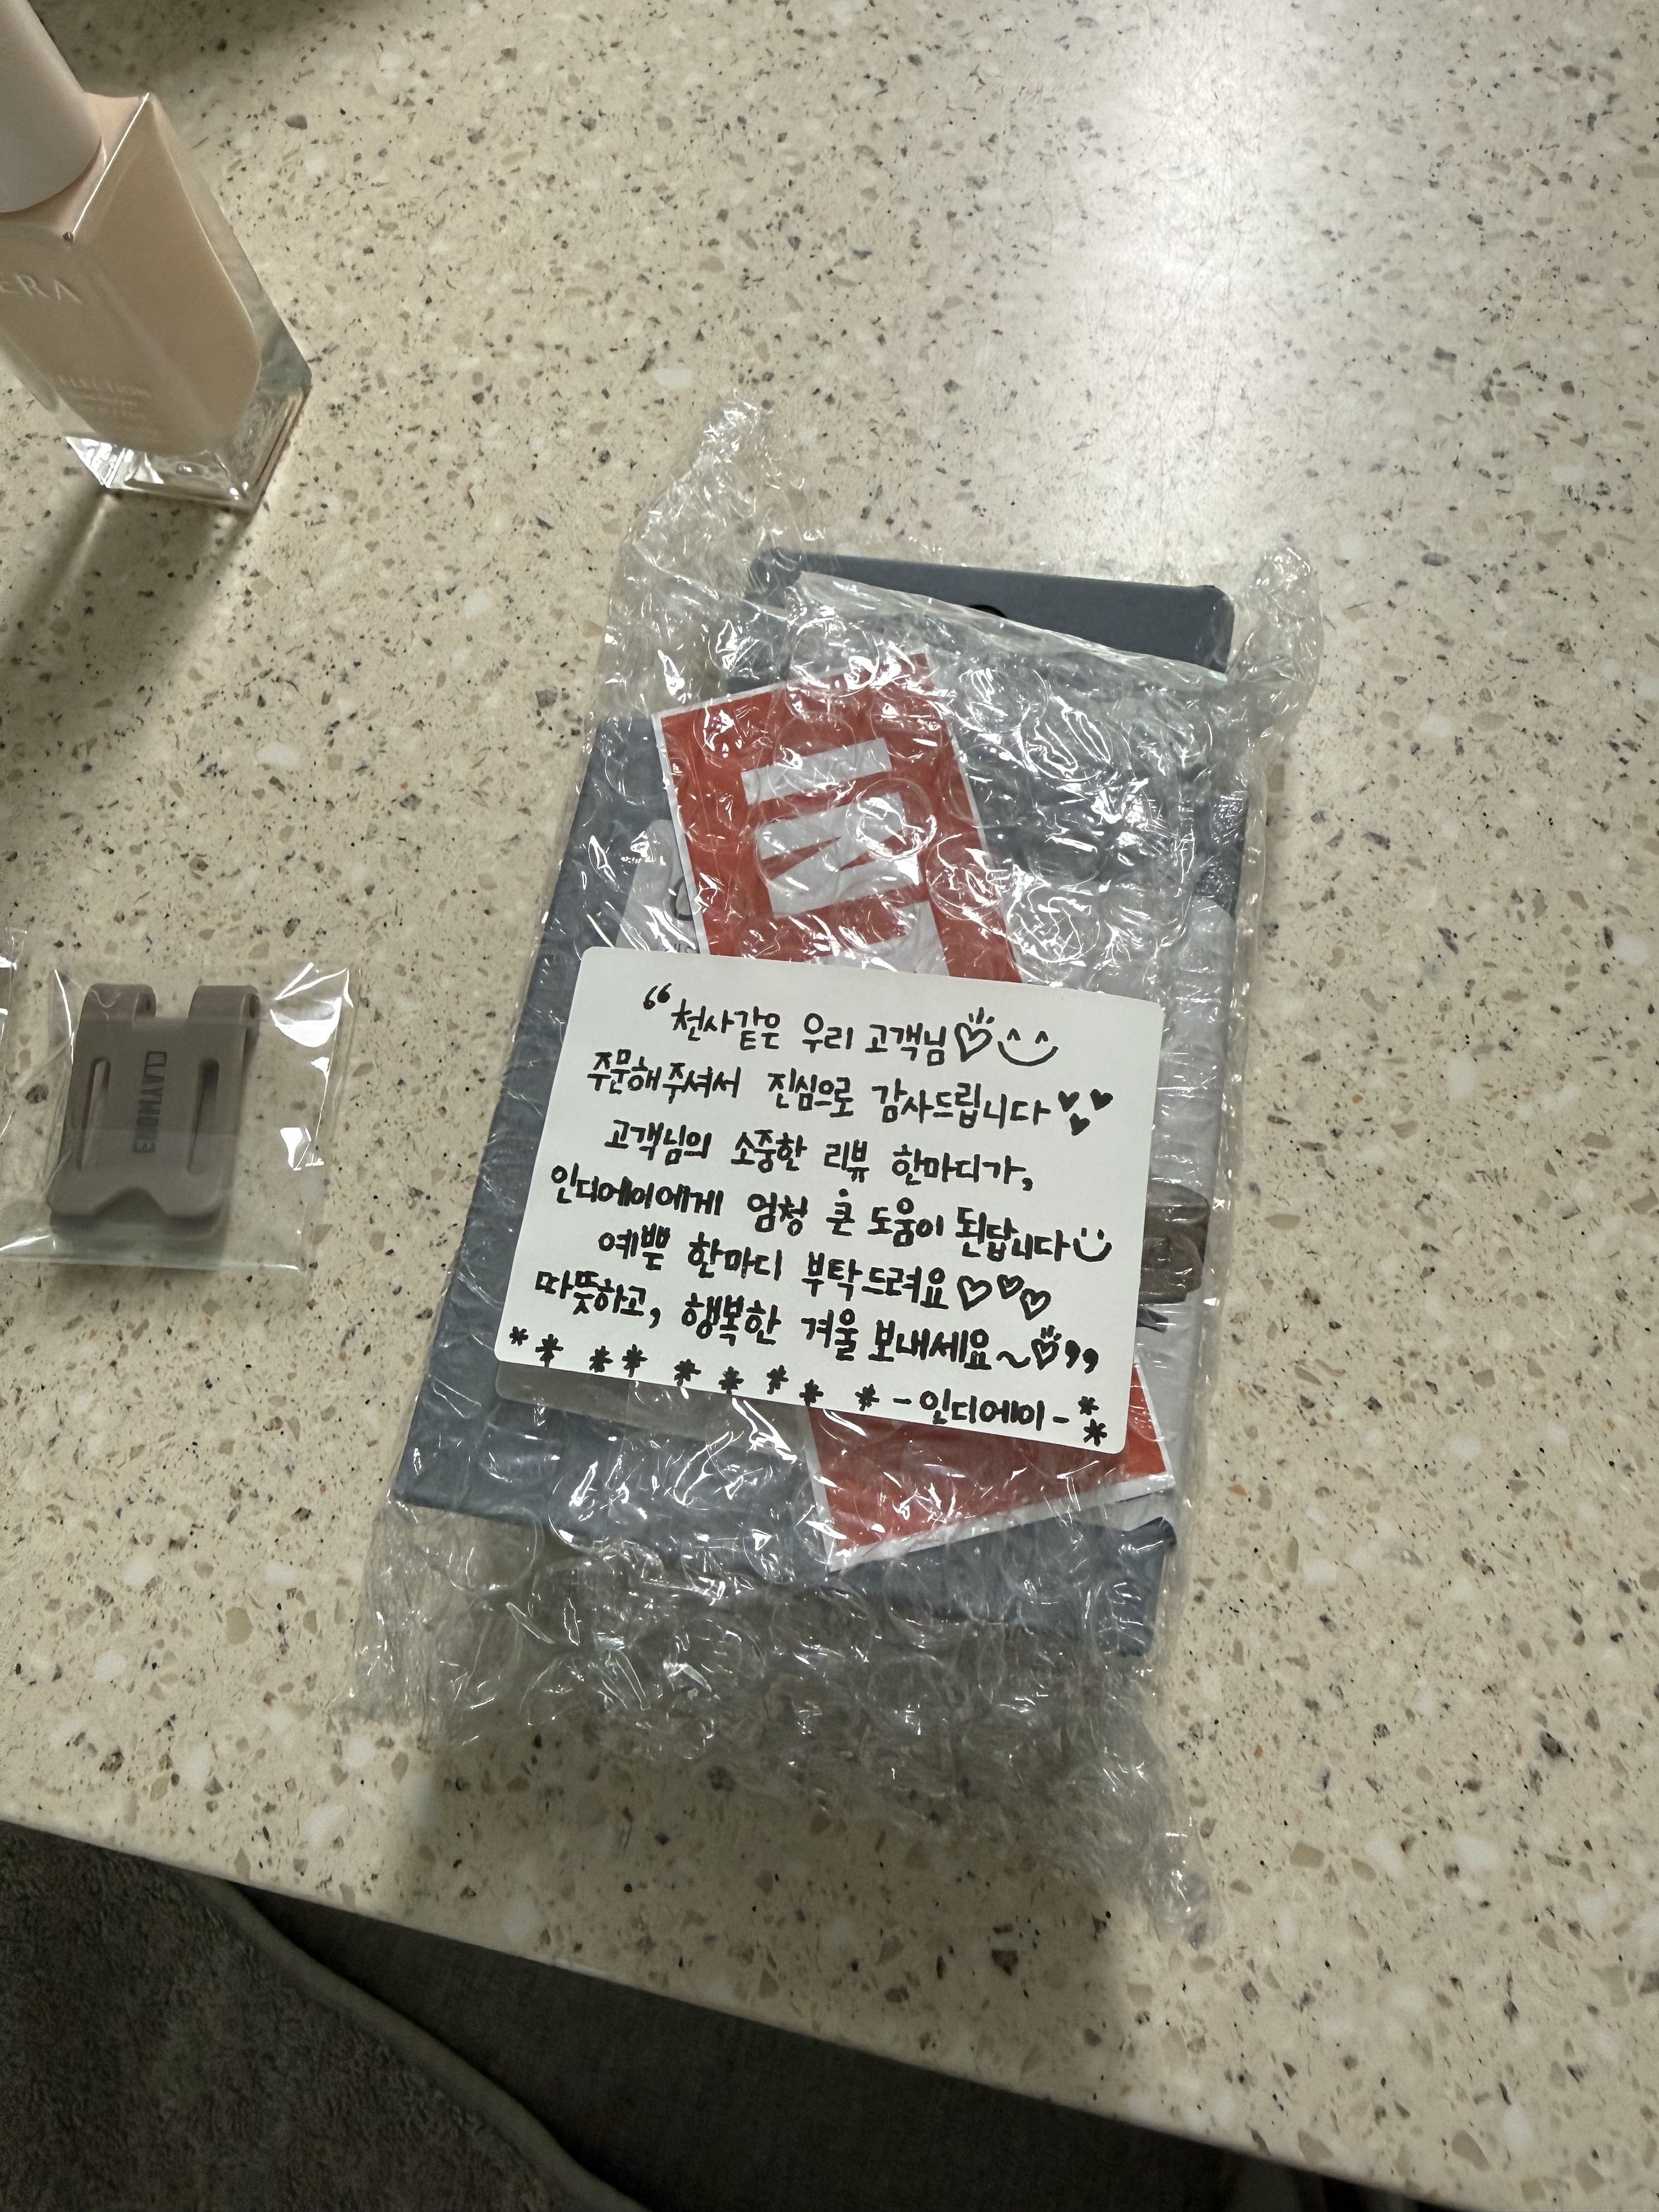 ERA
CLAYMOB3
“천사같은 우리 고객님♡^^
주문해주셔서 진심으로 감사드립니다♥♥♥
고객님의 소중한 리뷰 한마디가,
인디에이에게 엄청 큰 도움이 된답니다
예쁜 한마디 부탁드려요♡♡♡
따뜻하고, 행복한 겨울 보내세요~♡”
-인디에이-